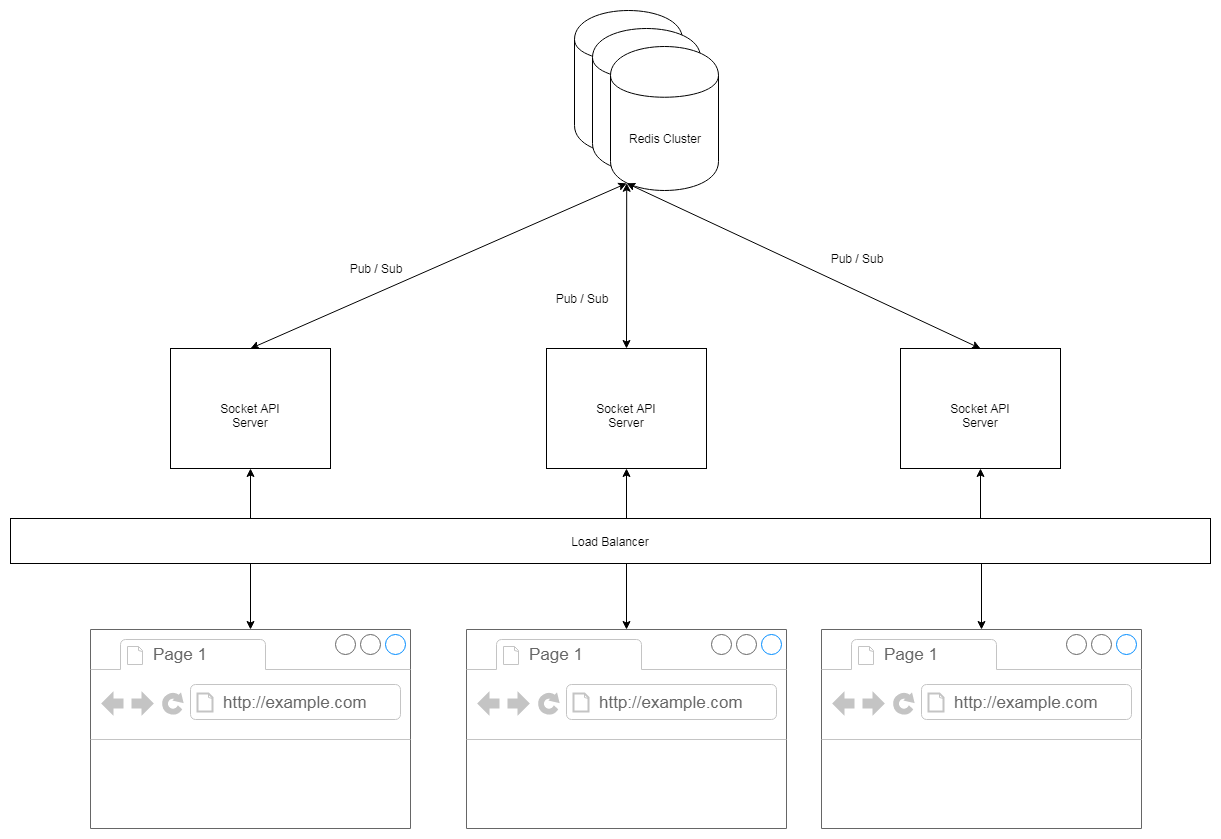 Redis Cluster
Pub / Sub
Pub / Sub
Pub / Sub
Socket API
Server
Socket API
Server
Socket API
Server
Load Balancer
Page 1
http://example.com
Page 1
http://example.com
Page 1
http://example.com